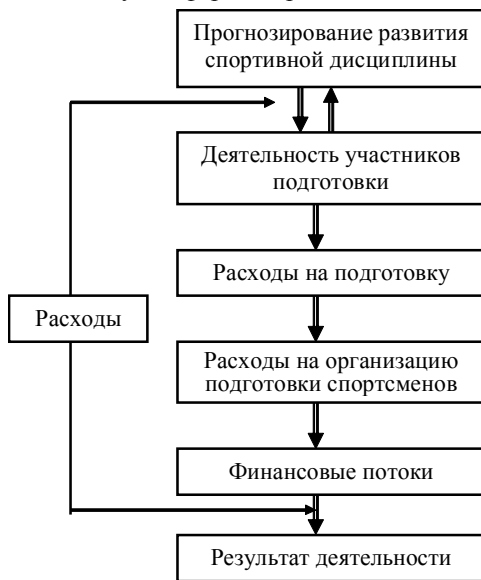 Прогнозирование развития
спортивной дисциплины
Деятельность участников
подготовки
Расходы на подготовку
Расходы
Расходы на организацию
подготовки спортсменов
Финансовые потоки
Результат деятельности